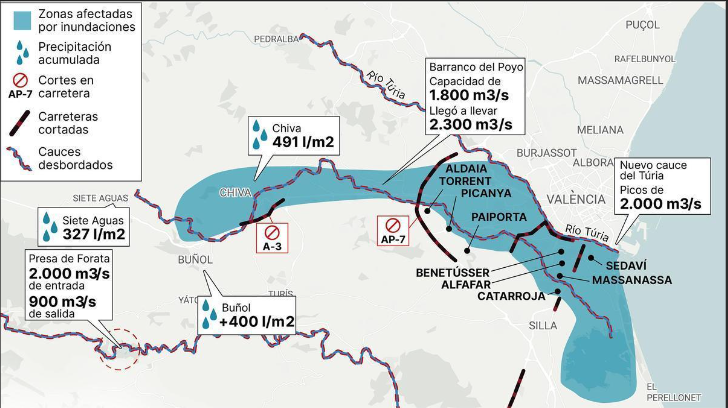 Zonas afectadas
por inundaciones
Precipitación
acumulada
Cortes en
carretera
AP-7
Carreteras
cortadas
Cauces
desbordados
PEDRALBA
Río Túria
Barranco del Poyo
Capacidad de
1.800 m3/s
Llegó a llevar
2.300 m3/s
PUÇOL
RAFELBUNYOL
MASSAMAGRELL
MELIANA
BURJASSOT
ALBORA
Nuevo cauce
del Túria
Picos de
2.000 m3/s
Chiva
491 l/m2
CHIVA
ALDAIA
TORRENT
PICANYA
PAIPORTA
VALÈNCIA
Río Túria
SIETE AGUAS
Siete Aguas
327 l/m2
A-3
AP-7
BENETÚSSER
ALFAFAR
CATARROJA
SEDAVÍ
MASSANASSA
Presa de Forata
2.000 m3/s
de entrada
900 m3/s
de salida
BUÑOL
YÁTO
TURÍS
Buñol
+400 l/m2
SILLA
EL
PERELLONET